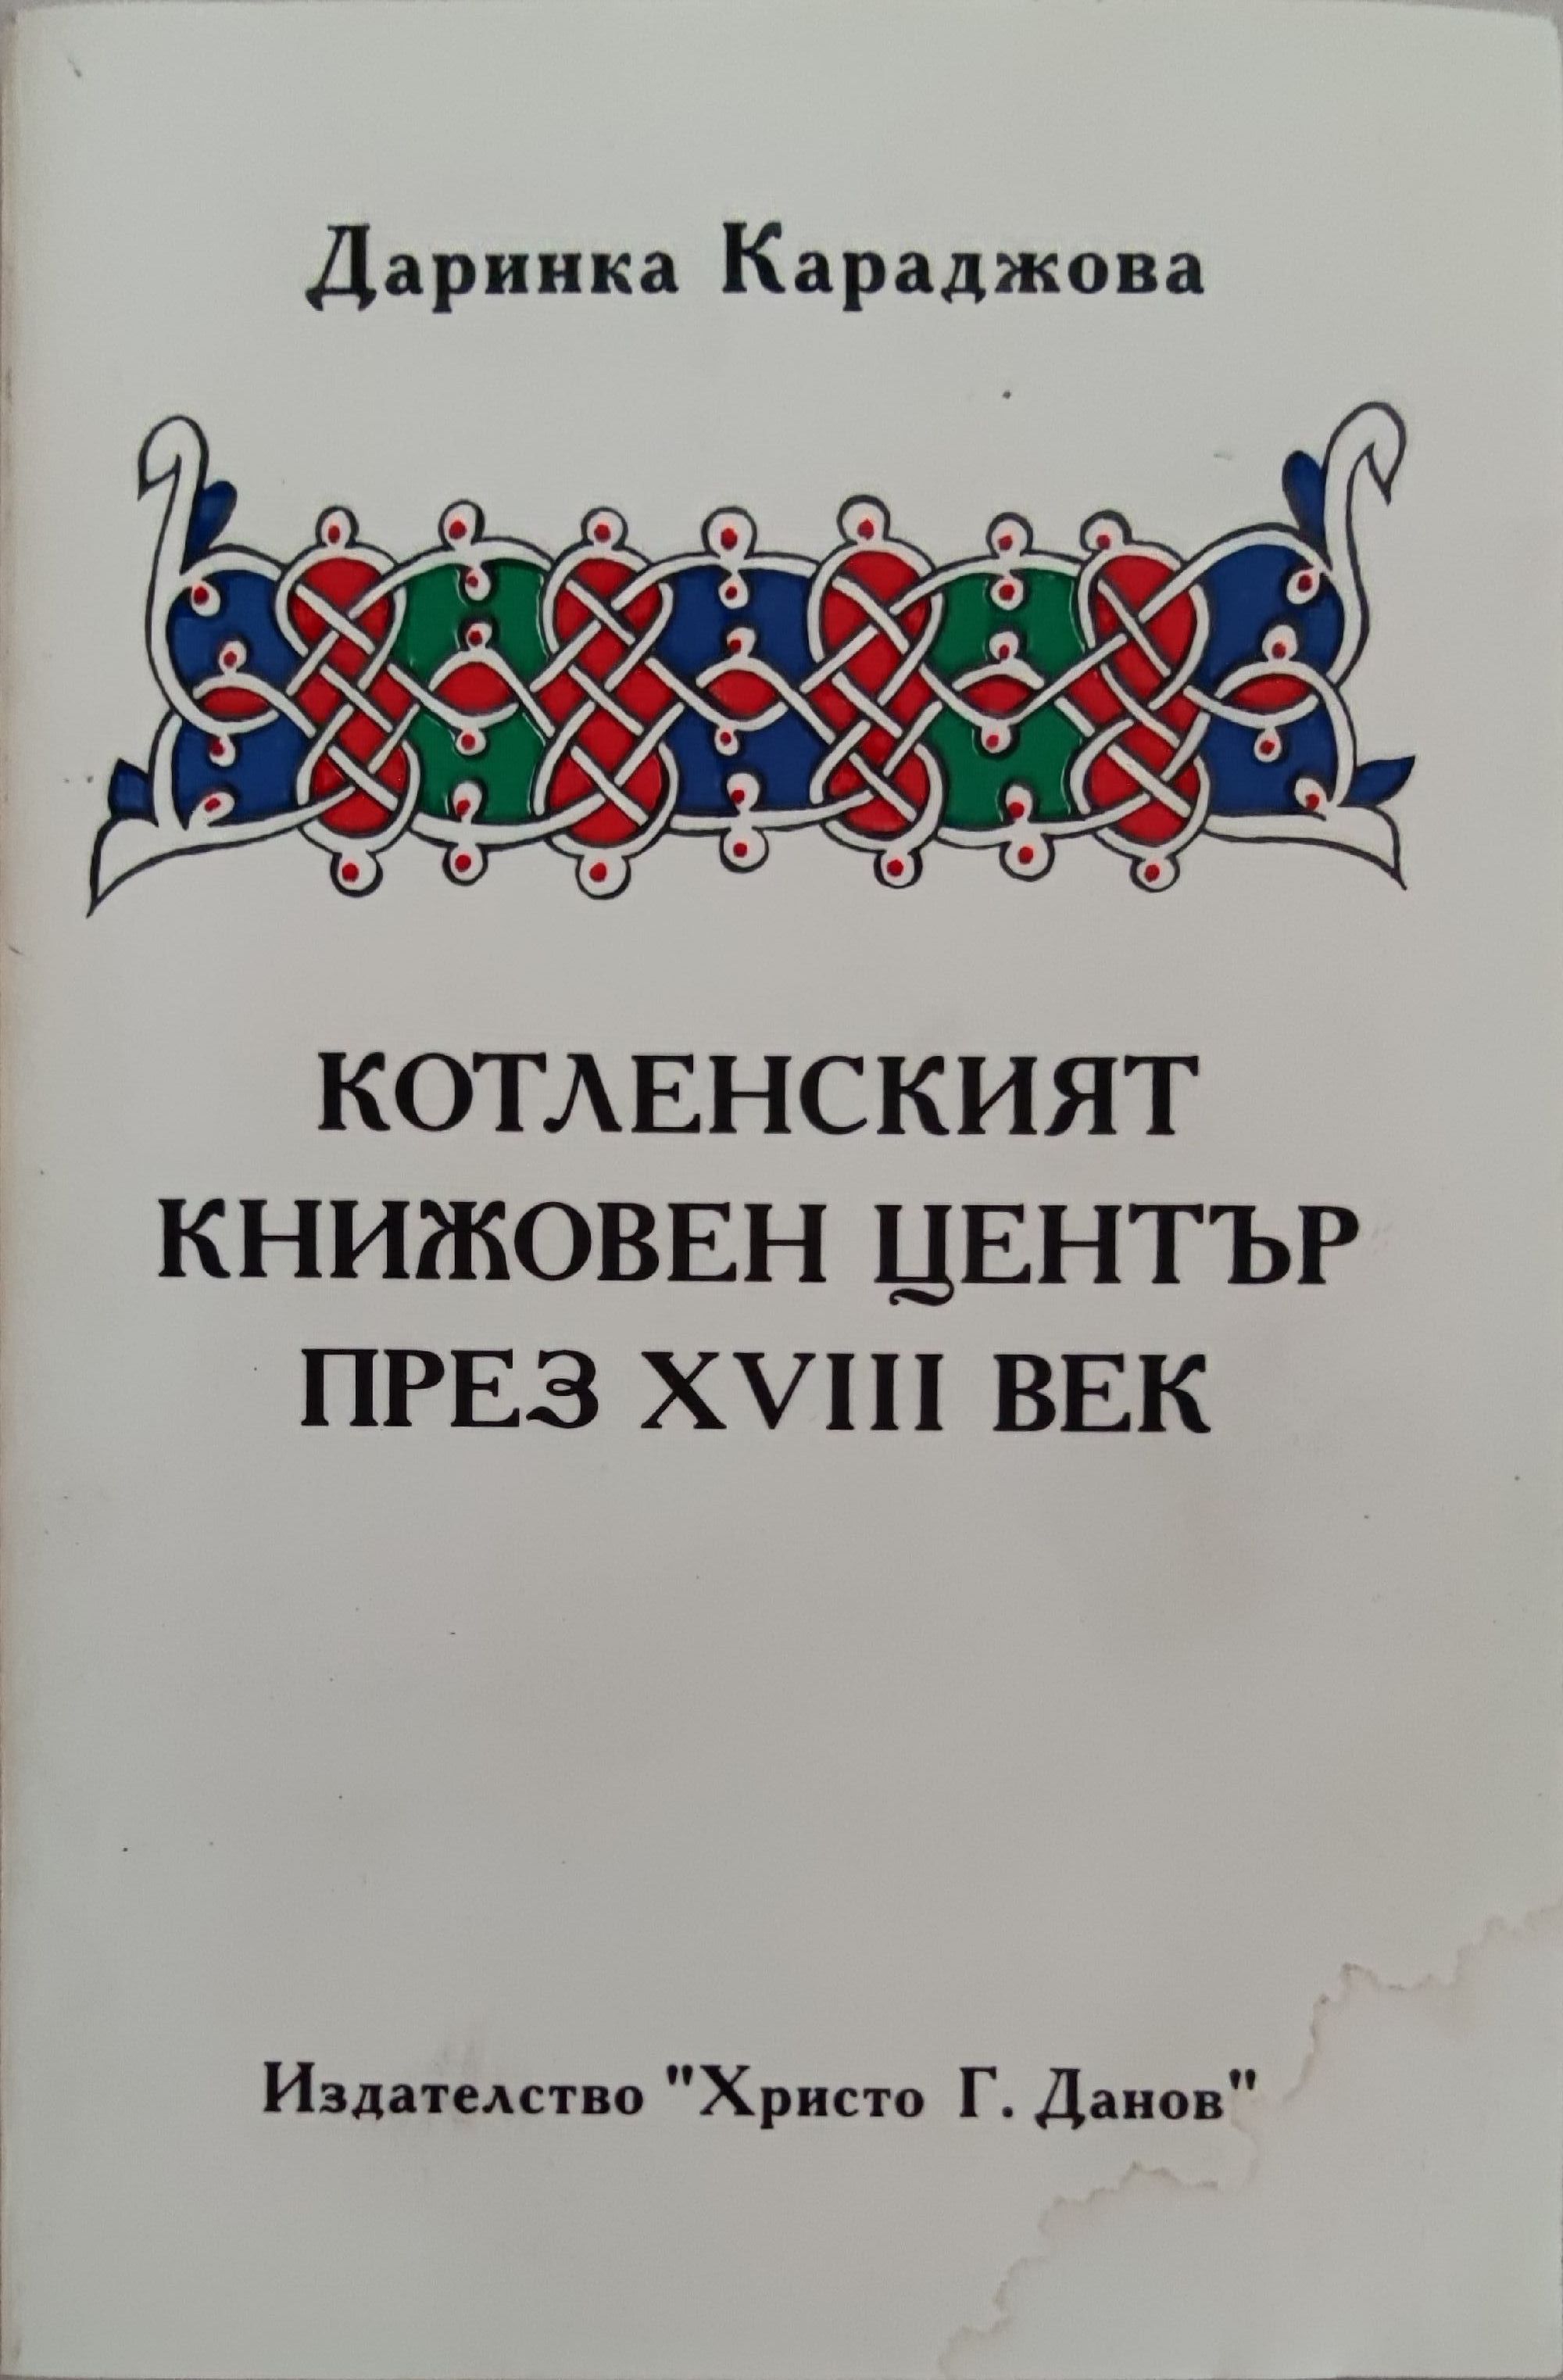 Даринка Караджова
КОТЛЕНСКИЯТ
КНИЖОВЕН ЦЕНТЪР
ПРЕЗ XVIII ВЕК
Издателство "Христо Г. Данов"